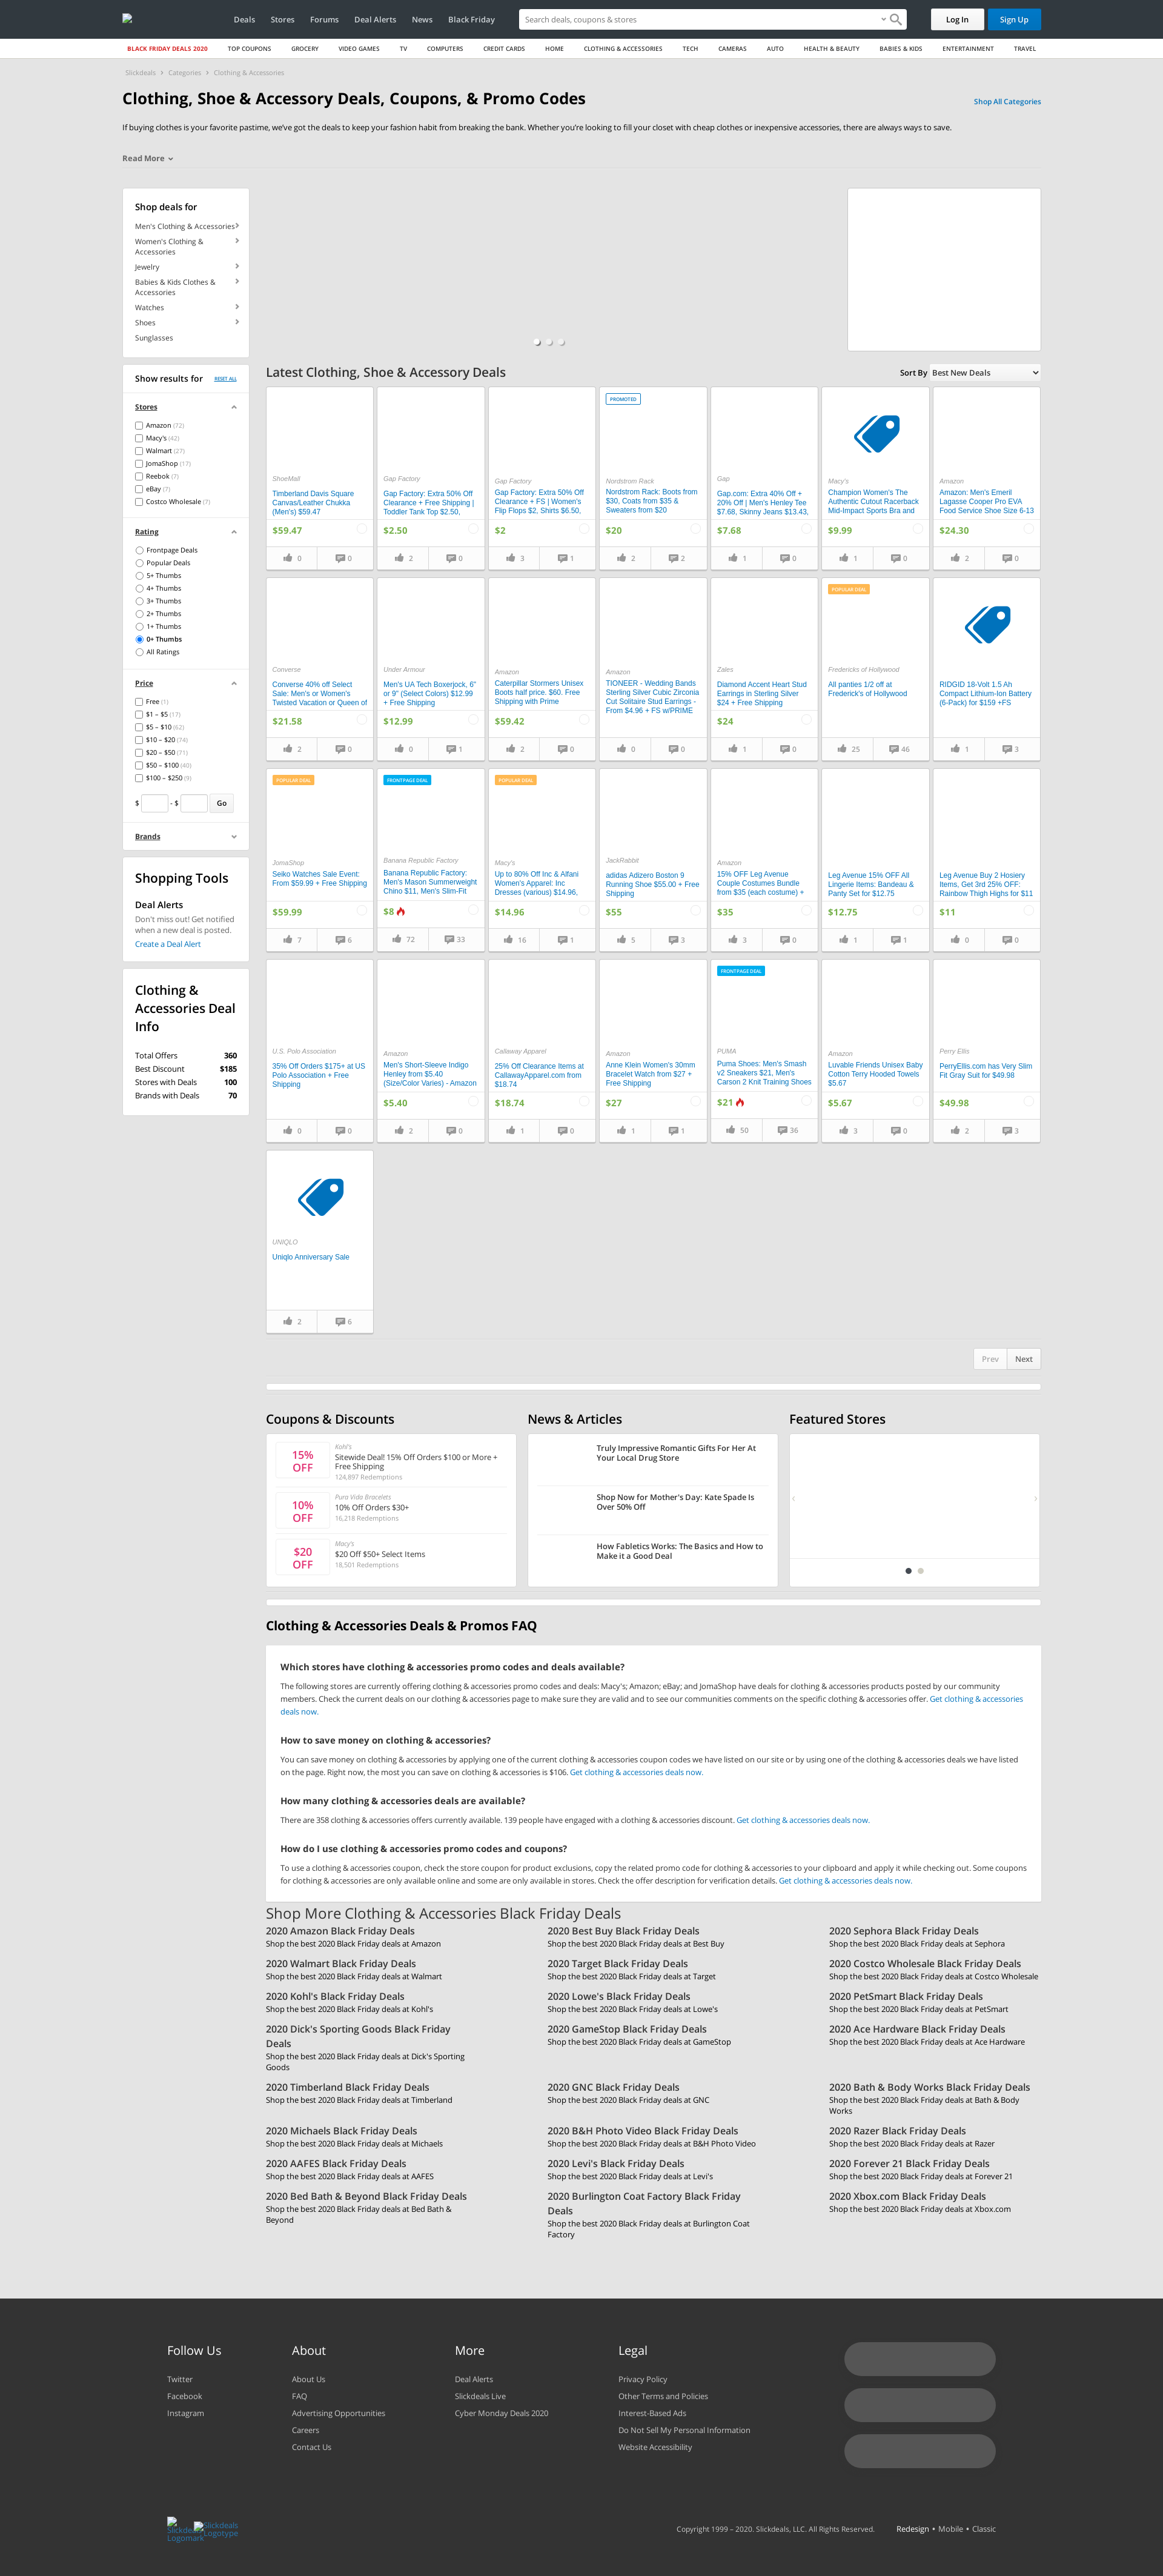 Deals
Stores
Forums
Deal Alerts
News
Black Friday
Search deals, coupons & stores
Log In
Sign Up
BLACK FRIDAY DEALS 2020
TOP COUPONS
GROCERY
VIDEO GAMES
TV
COMPUTERS
CREDIT CARDS
HOME
CLOTHING & ACCESSORIES
TECH
CAMERAS
AUTO
HEALTH & BEAUTY
BABIES & KIDS
ENTERTAINMENT
TRAVEL
Slickdeals › Categories › Clothing & Accessories
Clothing, Shoe & Accessory Deals, Coupons, & Promo Codes
Shop All Categories
If buying clothes is your favorite pastime, we've got the deals to keep your fashion habit from breaking the bank. Whether you're looking to fill your closet with cheap clothes or inexpensive accessories, there are always ways to save.
Read More
Shop deals for
Men's Clothing & Accessories
Women's Clothing &
Accessories
Jewelry
Babies & Kids Clothes &
Accessories
Watches
Shoes
Sunglasses
Show results for
RESET ALL
Stores
Amazon (72)
Macy's (42)
Walmart (27)
JomaShop (17)
Reebok (7)
eBay (7)
Costco Wholesale (7)
Rating
Frontpage Deals
Popular Deals
5+ Thumbs
4+ Thumbs
3+ Thumbs
2+ Thumbs
1+ Thumbs
0+ Thumbs
All Ratings
Price
Free (1)
$1 – $5 (17)
$5 – $10 (62)
$10 – $20 (74)
$20 – $50 (71)
$50 – $100 (40)
$100 – $250 (9)
$ - $ Go
Brands
Shopping Tools
Deal Alerts
Don't miss out! Get notified
when a new deal is posted.
Create a Deal Alert
Clothing &
Accessories Deal
Info
Total Offers 360
Best Discount $185
Stores with Deals 100
Brands with Deals 70
Latest Clothing, Shoe & Accessory Deals
Sort By Best New Deals
ShoeMall
Timberland Davis Square
Canvas/Leather Chukka
(Men's) $59.47
$59.47
0 0
Gap Factory
Gap Factory: Extra 50% Off
Clearance + Free Shipping |
Toddler Tank Top $2.50,
$2.50
2 0
Gap Factory
Gap Factory: Extra 50% Off
Clearance + FS | Women's
Flip Flops $2, Shirts $6.50,
$2
3 1
PROMOTED
Nordstrom Rack
Nordstrom Rack: Boots from
$30, Coats from $35 &
Sweaters from $20
$20
2 2
Gap
Gap.com: Extra 40% Off +
20% Off | Men's Henley Tee
$7.68, Skinny Jeans $13.43,
$7.68
1 0
Macy's
Champion Women's The
Authentic Cutout Racerback
Mid-Impact Sports Bra and
$9.99
1 0
Amazon
Amazon: Men's Emeril
Lagasse Copper Pro EVA
Food Service Shoe Size 6-13
$24.30
2 0
Converse
Converse 40% off Select
Sale: Men's or Women's
Twisted Vacation or Queen of
$21.58
2 0
Under Armour
Men's UA Tech Boxerjock, 6"
or 9" (Select Colors) $12.99
+ Free Shipping
$12.99
0 1
Amazon
Caterpillar Stormers Unisex
Boots half price. $60. Free
Shipping with Prime
$59.42
2 0
Amazon
TIONEER - Wedding Bands
Sterling Silver Cubic Zirconia
Cut Solitaire Stud Earrings -
From $4.96 + FS w/PRIME
0 0
Zales
Diamond Accent Heart Stud
Earrings in Sterling Silver
$24 + Free Shipping
$24
1 0
POPULAR DEAL
Fredericks of Hollywood
All panties 1/2 off at
Frederick's of Hollywood
25 46
RIDGID 18-Volt 1.5 Ah
Compact Lithium-Ion Battery
(6-Pack) for $159 +FS
1 3
POPULAR DEAL
JomaShop
Seiko Watches Sale Event:
From $59.99 + Free Shipping
$59.99
7 6
FRONTPAGE DEAL
Banana Republic Factory
Banana Republic Factory:
Men's Mason Summerweight
Chino $11, Men's Slim-Fit
$8
72 33
POPULAR DEAL
Macy's
Up to 80% Off Inc & Alfani
Women's Apparel: Inc
Dresses (various) $14.96,
$14.96
16 1
JackRabbit
adidas Adizero Boston 9
Running Shoe $55.00 + Free
Shipping
$55
5 3
Amazon
15% OFF Leg Avenue
Couple Costumes Bundle
from $35 (each costume) +
$35
3 0
Leg Avenue 15% OFF All
Lingerie Items: Bandeau &
Panty Set for $12.75
$12.75
1 1
Leg Avenue Buy 2 Hosiery
Items, Get 3rd 25% OFF:
Rainbow Thigh Highs for $11
$11
0 0
U.S. Polo Association
35% Off Orders $175+ at US
Polo Association + Free
Shipping
0 0
Amazon
Men's Short-Sleeve Indigo
Henley from $5.40
(Size/Color Varies) - Amazon
$5.40
2 0
Callaway Apparel
25% Off Clearance Items at
CallawayApparel.com from
$18.74
$18.74
1 0
Amazon
Anne Klein Women's 30mm
Bracelet Watch from $27 +
Free Shipping
$27
1 1
FRONTPAGE DEAL
PUMA
Puma Shoes: Men's Smash
v2 Sneakers $21, Men's
Carson 2 Knit Training Shoes
$21
50 36
Amazon
Luvable Friends Unisex Baby
Cotton Terry Hooded Towels
$5.67
$5.67
3 0
Perry Ellis
PerryEllis.com has Very Slim
Fit Gray Suit for $49.98
$49.98
2 3
UNIQLO
Uniqlo Anniversary Sale
2 6
Prev
Next
Coupons & Discounts
15%
OFF
Kohl's
Sitewide Deal! 15% Off Orders $100 or More +
Free Shipping
124,897 Redemptions
10%
OFF
Pura Vida Bracelets
10% Off Orders $30+
16,218 Redemptions
$20
OFF
Macy's
$20 Off $50+ Select Items
18,501 Redemptions
News & Articles
Truly Impressive Romantic Gifts For Her At
Your Local Drug Store
Shop Now for Mother's Day: Kate Spade Is
Over 50% Off
How Fabletics Works: The Basics and How to
Make it a Good Deal
Featured Stores
Clothing & Accessories Deals & Promos FAQ
Which stores have clothing & accessories promo codes and deals available?
The following stores are currently offering clothing & accessories promo codes and deals: Macy's; Amazon; eBay; and JomaShop have deals for clothing & accessories products posted by our community
members. Check the current deals on our clothing & accessories page to make sure they are valid and to see our communities comments on the specific clothing & accessories offer. Get clothing & accessories
deals now.
How to save money on clothing & accessories?
You can save money on clothing & accessories by applying one of the current clothing & accessories coupon codes we have listed on our site or by using one of the clothing & accessories deals we have listed
on the page. Right now, the most you can save on clothing & accessories is $106. Get clothing & accessories deals now.
How many clothing & accessories deals are available?
There are 358 clothing & accessories offers currently available. 139 people have engaged with a clothing & accessories discount. Get clothing & accessories deals now.
How do I use clothing & accessories promo codes and coupons?
To use a clothing & accessories coupon, check the store coupon for product exclusions, copy the related promo code for clothing & accessories to your clipboard and apply it while checking out. Some coupons
for clothing & accessories are only available online and some are only available in stores. Check the offer description for verification details. Get clothing & accessories deals now.
Shop More Clothing & Accessories Black Friday Deals
2020 Amazon Black Friday Deals
Shop the best 2020 Black Friday deals at Amazon
2020 Best Buy Black Friday Deals
Shop the best 2020 Black Friday deals at Best Buy
2020 Sephora Black Friday Deals
Shop the best 2020 Black Friday deals at Sephora
2020 Walmart Black Friday Deals
Shop the best 2020 Black Friday deals at Walmart
2020 Target Black Friday Deals
Shop the best 2020 Black Friday deals at Target
2020 Costco Wholesale Black Friday Deals
Shop the best 2020 Black Friday deals at Costco Wholesale
2020 Kohl's Black Friday Deals
Shop the best 2020 Black Friday deals at Kohl's
2020 Lowe's Black Friday Deals
Shop the best 2020 Black Friday deals at Lowe's
2020 PetSmart Black Friday Deals
Shop the best 2020 Black Friday deals at PetSmart
2020 Dick's Sporting Goods Black Friday
Deals
Shop the best 2020 Black Friday deals at Dick's Sporting
Goods
2020 GameStop Black Friday Deals
Shop the best 2020 Black Friday deals at GameStop
2020 Ace Hardware Black Friday Deals
Shop the best 2020 Black Friday deals at Ace Hardware
2020 Timberland Black Friday Deals
Shop the best 2020 Black Friday deals at Timberland
2020 GNC Black Friday Deals
Shop the best 2020 Black Friday deals at GNC
2020 Bath & Body Works Black Friday Deals
Shop the best 2020 Black Friday deals at Bath & Body
Works
2020 Michaels Black Friday Deals
Shop the best 2020 Black Friday deals at Michaels
2020 B&H Photo Video Black Friday Deals
Shop the best 2020 Black Friday deals at B&H Photo Video
2020 Razer Black Friday Deals
Shop the best 2020 Black Friday deals at Razer
2020 AAFES Black Friday Deals
Shop the best 2020 Black Friday deals at AAFES
2020 Levi's Black Friday Deals
Shop the best 2020 Black Friday deals at Levi's
2020 Forever 21 Black Friday Deals
Shop the best 2020 Black Friday deals at Forever 21
2020 Bed Bath & Beyond Black Friday Deals
Shop the best 2020 Black Friday deals at Bed Bath &
Beyond
2020 Burlington Coat Factory Black Friday
Deals
Shop the best 2020 Black Friday deals at Burlington Coat
Factory
2020 Xbox.com Black Friday Deals
Shop the best 2020 Black Friday deals at Xbox.com
Follow Us
Twitter
Facebook
Instagram
About
About Us
FAQ
Advertising Opportunities
Careers
Contact Us
More
Deal Alerts
Slickdeals Live
Cyber Monday Deals 2020
Legal
Privacy Policy
Other Terms and Policies
Interest-Based Ads
Do Not Sell My Personal Information
Website Accessibility
Slickdeals
Logomark
Slickdeals
Logotype
Copyright 1999 – 2020. Slickdeals, LLC. All Rights Reserved.
Redesign • Mobile • Classic